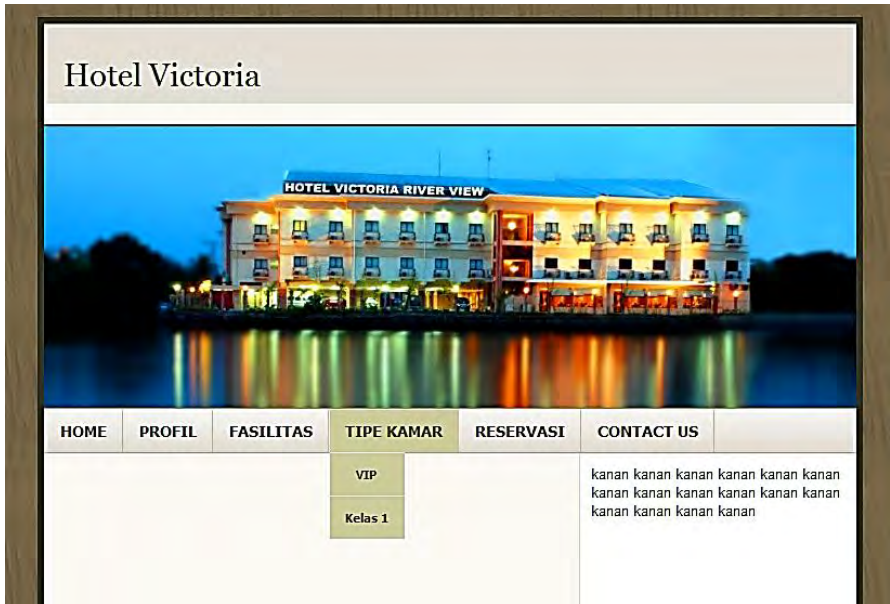 Hotel Victoria
HOTEL VICTORIA RIVER VIEW
HOME PROFIL FASILITAS TIPE KAMAR RESERVASI CONTACT US
VIP
Kelas 1
kanan kanan kanan kanan kanan kanan
kanan kanan kanan kanan kanan kanan
kanan kanan kanan kanan